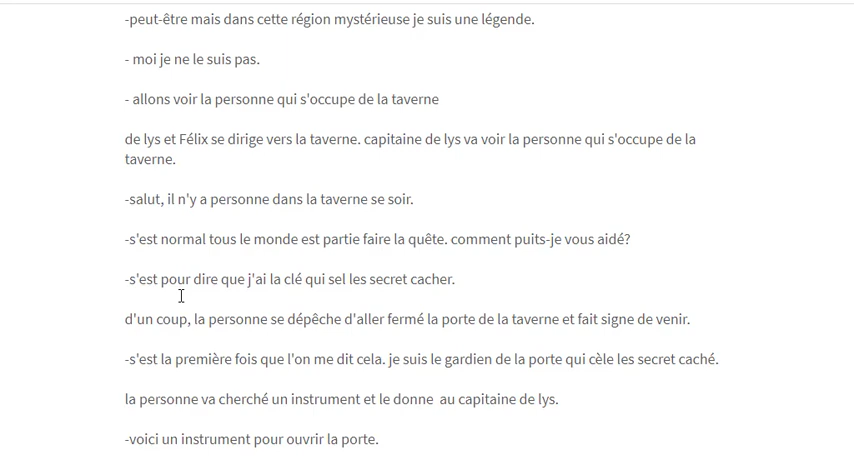 -peut-être mais dans cette région mystérieuse je suis une légende.
- moi je ne le suis pas.
- allons voir la personne qui s'occupe de la taverne
de lys et Félix se dirige vers la taverne. capitaine de lys va voir la personne qui s'occupe de la
taverne.
-salut, il n'y a personne dans la taverne se soir.
-s'est normal tous le monde est partie faire la quête. comment puits-je vous aidé?
-s'est pour dire que j'ai la clé qui sel les secret cacher.
d'un coup, la personne se dépêche d'aller fermé la porte de la taverne et fait signe de venir.
-s'est la première fois que l'on me dit cela. je suis le gardien de la porte qui cèle les secret caché.
la personne va cherché un instrument et le donne  au capitaine de lys.
-voici un instrument pour ouvrir la porte.